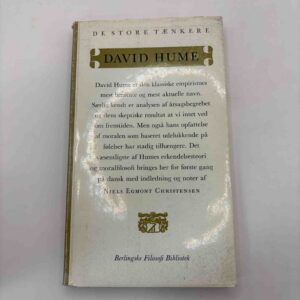 DE STORE TÆNKERE
DAVID HUME
David Hume er den klassiske empirismes
mest berømte og mest aktuelle navn.
Særlig kendt er analysen af årsagsbegrebet
og dens skeptiske resultat at vi intet ved
om fremtiden. Men også hans opfattelse
af moralen som baseret udelukkende på
følelser har stadig tilhængere. Det
væsentligste af Humes erkendelsesteori
og moralfilosofi bringes her for første gang
på dansk med indledning og noter af
NIELS EGMONT CHRISTENSEN
Berlingske Filosofi Bibliotek